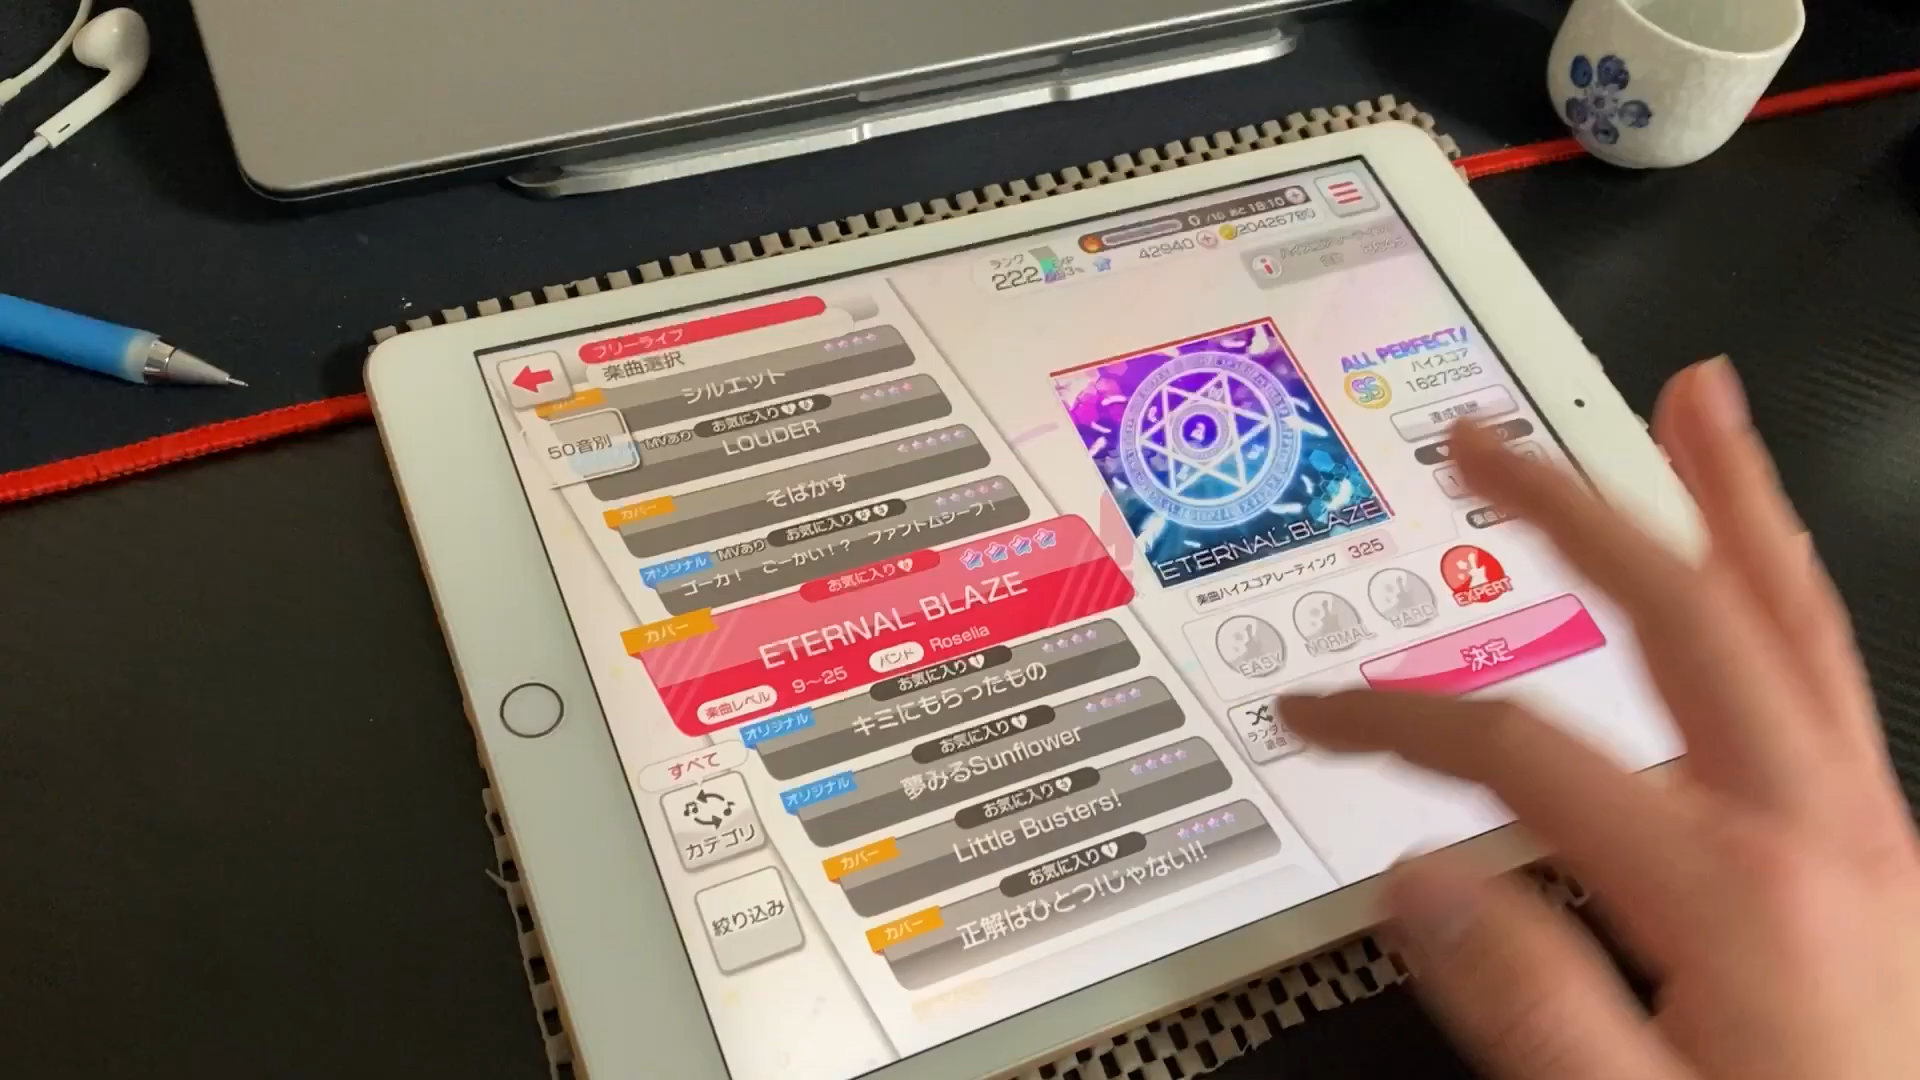 フリーライブ
楽曲選択
50音別
カバー
シルエット
MVあり お気に入り
LOUDER
カバー
そばかす
オリジナル MVあり お気に入り
ゴーカ！ごーかい！？ファントムシーフ！
カバー
お気に入り
ETERNAL BLAZE
楽曲レベル 9～25 バンド Roselia
オリジナル
お気に入り
キミにもらったもの
オリジナル
お気に入り
夢みるSunflower
カバー
お気に入り
Little Busters!
カバー
お気に入り
正解はひとつ!じゃない!!
すべて
カテゴリ
絞り込み
ランク
222
42940
204267
あと 18:10
ETERNAL BLAZE
ALL PERFECT!
SS
ハイスコア
1627335
達成報酬
楽曲ハイスコアレーティング 325
EASY
NORMAL
HARD
EXPERT
決定